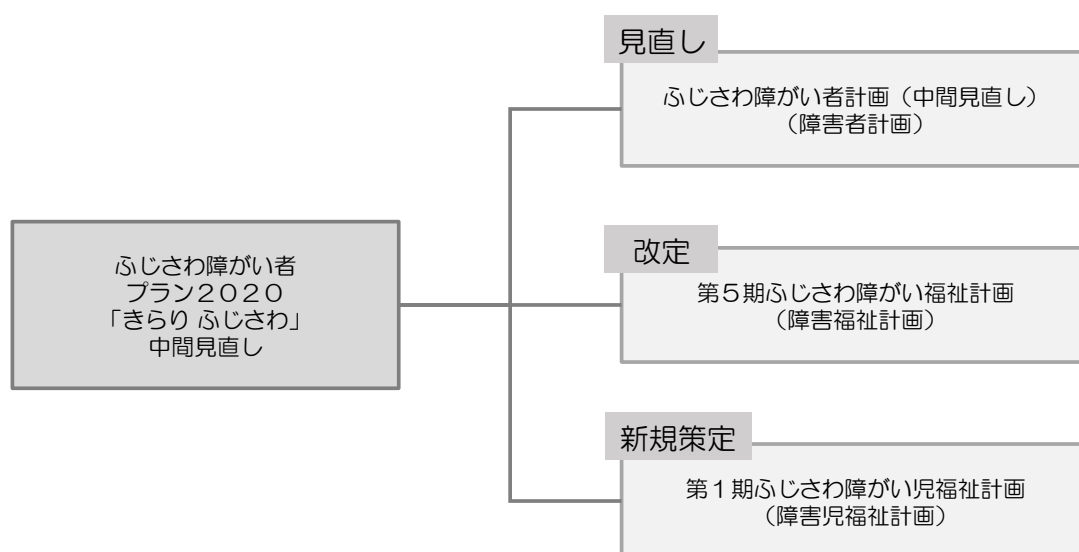 見直し
ふじさわ障がい者計画（中間見直し）
（障害者計画）
ふじさわ障がい者
プラン２０２０
「きらり ふじさわ」
中間見直し
改定
第５期ふじさわ障がい福祉計画
（障害福祉計画）
新規策定
第１期ふじさわ障がい児福祉計画
（障害児福祉計画）